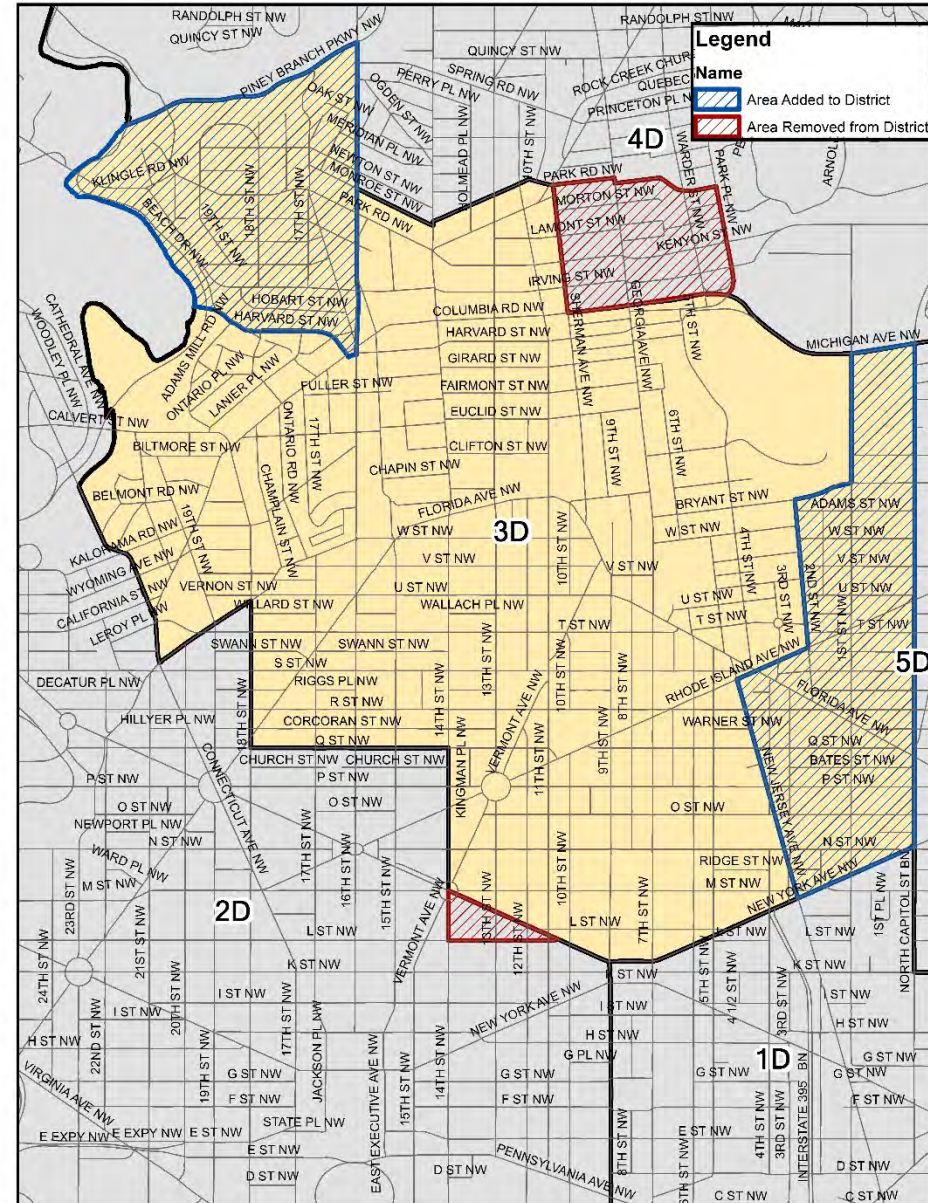 RANDOLPH ST NW
QUINCY ST NW
PINEY BRANCH PKWY NW
RANDOLPH ST NW
QUINCY ST NW
SPRING RD NW
PERRY PL NW
OGDEN ST NW
OAK ST NW
MERIDIAN PL NW
NEWTON ST NW
MONROE ST NW
PARK RD NW
Legend
Name
Area Added to District
Area Removed from District
4D
PARK RD NW
WARDER ST NW
PARK PL NW
MORTON ST NW
LAMONT ST NW
KENYON ST NW
IRVING ST NW
KLINGLE RD NW
BEACH DR NW
19TH ST NW
18TH ST NW
17TH ST NW
HOBART ST NW
HARVARD ST NW
COLUMBIA RD NW
HARVARD ST NW
GIRARD ST NW
FAIRMONT ST NW
EUCLID ST NW
CLIFTON ST NW
SHERMAN AVE NW
GEORGIA AVE NW
MICHIGAN AVE NW
CATHEDRAL AVE NW
WOODLEY PL NW
ADAMS MILL RD NW
ONTARIO PL NW
LANIER PL NW
FULLER ST NW
CALVERT ST NW
BILTMORE ST NW
ONTARIO RD NW
17TH ST NW
CHAMPLAIN ST NW
CHAPIN ST NW
FLORIDA AVE NW
9TH ST NW
6TH ST NW
BELMONT RD NW
19TH ST NW
KALORAMA RD NW
WYOMING AVE NW
CALIFORNIA ST NW
LEROY PL NW
VERNON ST NW
WILLARD ST NW
W ST NW
V ST NW
U ST NW
WALLACH PL NW
3D
10TH ST NW
V ST NW
BRYANT ST NW
W ST NW
4TH ST NW
U ST NW
T ST NW
3RD ST NW
2ND ST NW
ADAMS ST NW
W ST NW
V ST NW
U ST NW
T ST NW
1ST ST NW
5D
SWANN ST NW
SWANN ST NW
S ST NW
RIGGS PL NW
R ST NW
CORCORAN ST NW
Q ST NW
CHURCH ST NW
CHURCH ST NW
P ST NW
T ST NW
13TH ST NW
10TH ST NW
8TH ST NW
14TH ST NW
VERMONT AVE NW
11TH ST NW
9TH ST NW
KINGMAN PL NW
RHODE ISLAND AVE NW
WARNER ST NW
FLORIDA AVE NW
Q ST NW
BATES ST NW
P ST NW
NEW JERSEY AVE NW
O ST NW
N ST NW
RIDGE ST NW
M ST NW
NEW YORK AVE NW
DECATUR PL NW
HILLYER PL NW
18TH ST NW
CONNECTICUT AVE NW
P ST NW
O ST NW
NEWPORT PL NW
N ST NW
WARD PL NW
M ST NW
O ST NW
17TH ST NW
16TH ST NW
15TH ST NW
VERMONT AVE NW
2D
23RD ST NW
21ST ST NW
24TH ST NW
L ST NW
K ST NW
13TH ST NW
12TH ST NW
10TH ST NW
L ST NW
7TH ST NW
L ST NW
L ST NW
1ST PL NW
NORTH CAPITOL ST BN
K ST NW
I ST NW
I ST NW
H ST NW
22ND ST NW
20TH ST NW
19TH ST NW
17TH ST NW
JACKSON PL NW
G ST NW
F ST NW
STATE PL NW
VIRGINIA AVE NW
E EXPY NW
E EXPY NW
E ST NW
E ST NW
D ST NW
EAST EXECUTIVE AVE NW
15TH ST NW
14TH ST NW
NEW YORK AVE NW
I ST NW
H ST NW
G PL NW
G ST NW
F ST NW
D ST NW
PENNSYLVANIA AVE NW
8TH ST NW
5TH ST NW
4 1/2 ST NW
3RD ST NW
1D
I ST NW
H ST NW
G ST NW
G ST NW
G ST NW
F ST NW
E ST NW
4TH ST NW
3RD ST NW
INTERSTATE 395 BN
D ST NW
C ST NW
C ST NW